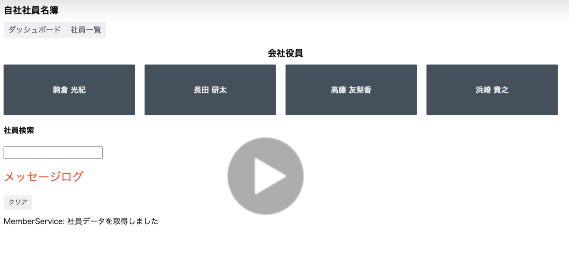 自社社員名簿
ダッシュボード 社員一覧
会社役員
駒倉 光紀 長田 研太 高藤 友梨香 浜崎 貴之
社員検索
メッセージログ
クリア
MemberService: 社員データを取得しました